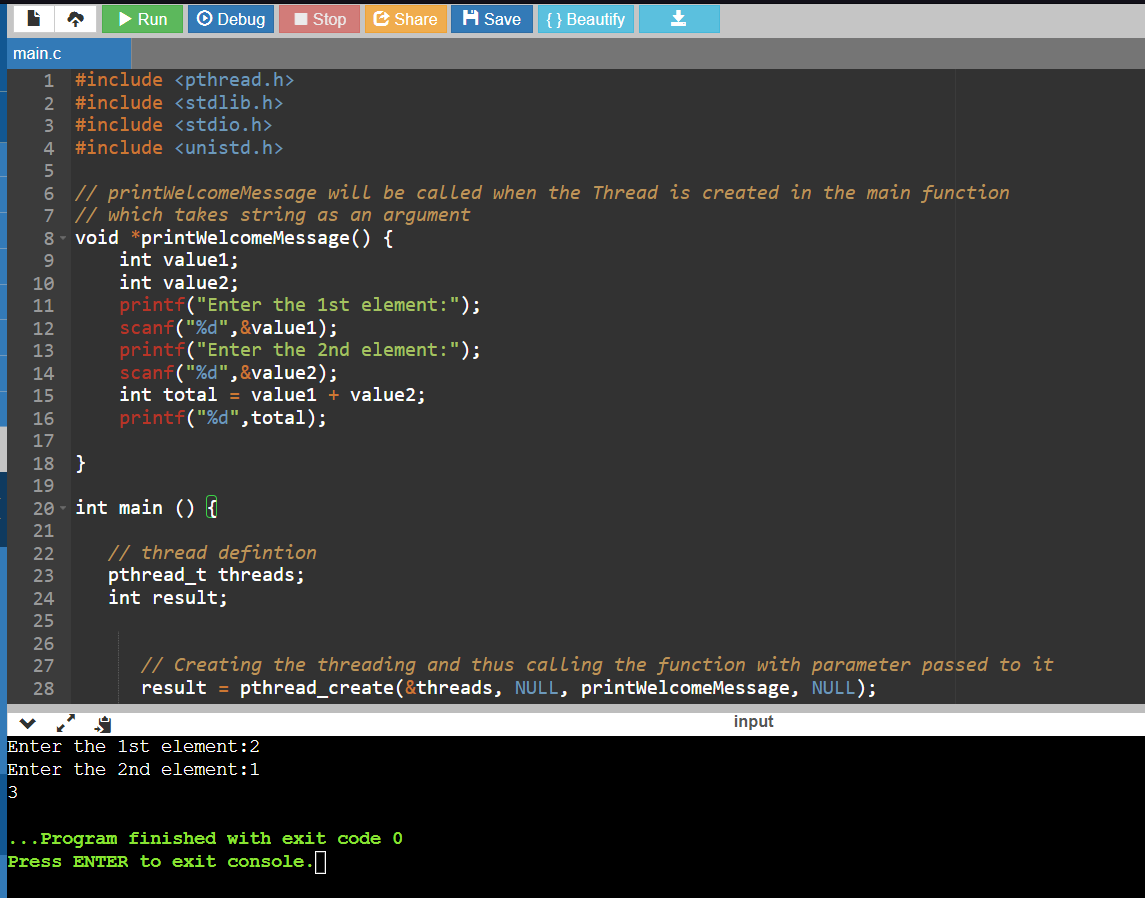 Run Debug Stop Share Save { } Beautify
main.c
1 #include <pthread.h>
2 #include <stdlib.h>
3 #include <stdio.h>
4 #include <unistd.h>
5
6 // printWelcomeMessage will be called when the Thread is created in the main function
7 // which takes string as an argument
8 void *printWelcomeMessage() {
9 int value1;
10 int value2;
11 printf("Enter the 1st element:");
12 scanf("%d",&value1);
13 printf("Enter the 2nd element:");
14 scanf("%d",&value2);
15 int total = value1 + value2;
16 printf("%d",total);
17
18 }
19
20 int main () {
21
22 // thread defintion
23 pthread_t threads;
24 int result;
25
26
27 // Creating the threading and thus calling the function with parameter passed to it
28 result = pthread_create(&threads, NULL, printWelcomeMessage, NULL);
input
Enter the 1st element:2
Enter the 2nd element:1
3
...Program finished with exit code 0
Press ENTER to exit console.